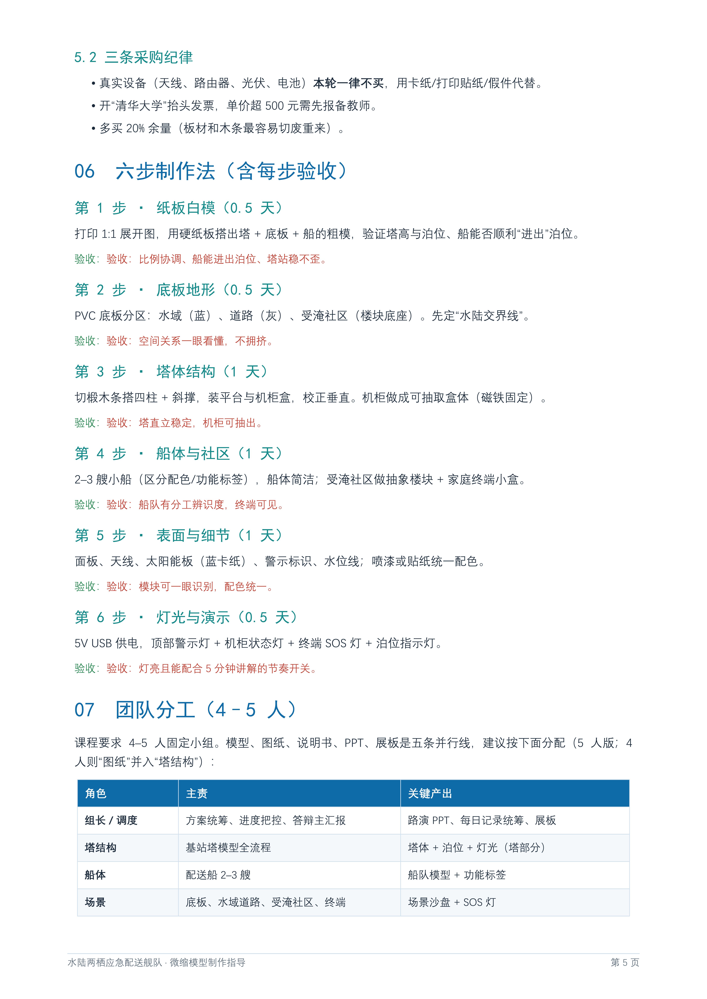 5.2 三条采购纪律
• 真实设备（天线、路由器、光伏、电池）本轮一律不买，用卡纸/打印贴纸/假件代替。
• 开“清华大学”抬头发票，单价超 500 元需先报备教师。
• 多买 20% 余量（板材和木条最容易切废重来）。
06 六步制作法（含每步验收）
第 1 步 · 纸板白模（0.5 天）
打印 1:1 展开图，用硬纸板搭出塔 + 底板 + 船的粗模，验证塔高与泊位、船能否顺利“进出”泊位。
验收：验收：比例协调、船能进出泊位、塔站稳不歪。
第 2 步 · 底板地形（0.5 天）
PVC 底板分区：水域（蓝）、道路（灰）、受淹社区（楼块底座）。先定“水陆交界线”。
验收：验收：空间关系一眼看懂，不拥挤。
第 3 步 · 塔体结构（1 天）
切椴木条搭四柱 + 斜撑，装平台与机柜盒，校正垂直。机柜做成可抽取盒体（磁铁固定）。
验收：验收：塔直立稳定，机柜可抽出。
第 4 步 · 船体与社区（1 天）
2–3 艘小船（区分配色/功能标签），船体简洁；受淹社区做抽象楼块 + 家庭终端小盒。
验收：验收：船队有分工辨识度，终端可见。
第 5 步 · 表面与细节（1 天）
面板、天线、太阳能板（蓝卡纸）、警示标识、水位线；喷漆或贴纸统一配色。
验收：验收：模块可一眼识别，配色统一。
第 6 步 · 灯光与演示（0.5 天）
5V USB 供电，顶部警示灯 + 机柜状态灯 + 终端 SOS 灯 + 泊位指示灯。
验收：验收：灯亮且能配合 5 分钟讲解的节奏开关。
07 团队分工（4–5 人）
课程要求 4–5 人固定小组。模型、图纸、说明书、PPT、展板是五条并行线，建议按下面分配（5 人版；4
人则“图纸”并入“塔结构”）：
角色 主责 关键产出
组长 / 调度 方案统筹、进度把控、答辩主汇报 路演 PPT、每日记录统筹、展板
塔结构 基站塔模型全流程 塔体 + 泊位 + 灯光（塔部分）
船体 配送船 2–3 艘 船队模型 + 功能标签
场景 底板、水域道路、受淹社区、终端 场景沙盘 + SOS 灯
水陆两栖应急配送舰队 · 微缩模型制作指导 第 5 页